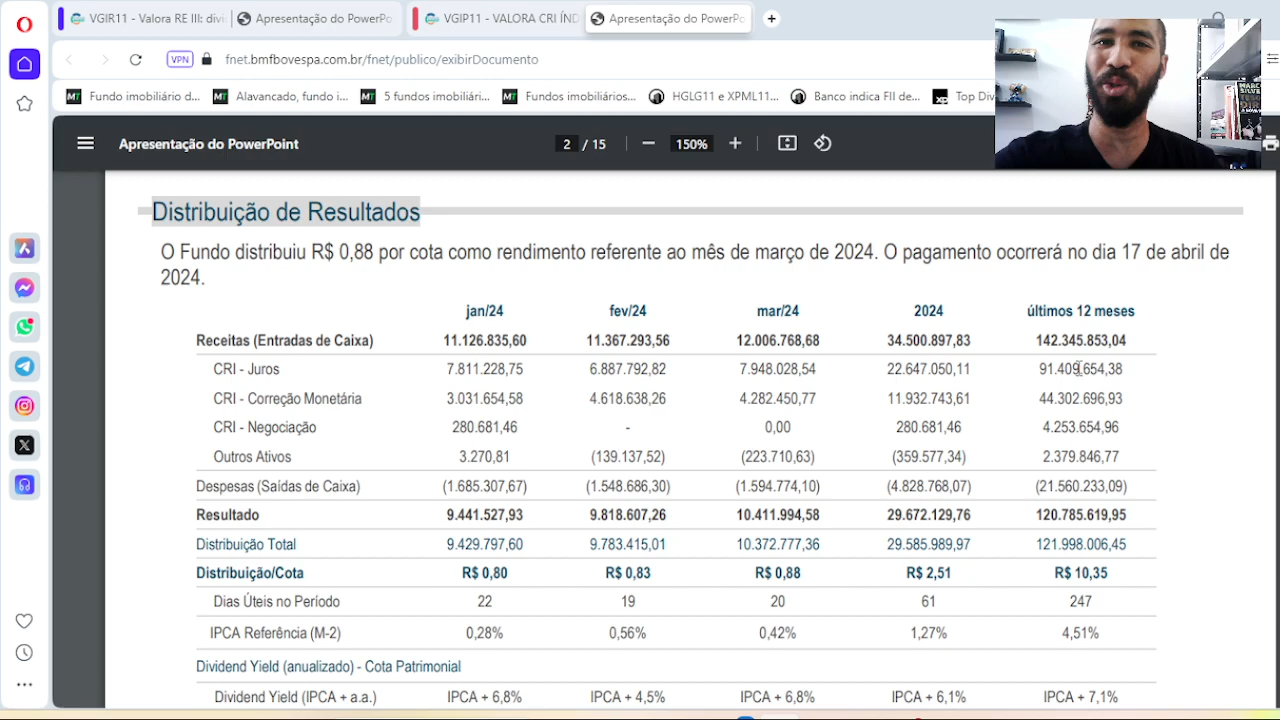 VGIR11 - Valora RE III: divi
Apresentação do PowerPo
VGIP11 - VALORA CRI ÍND
Apresentação do PowerPo
VPN
fnet.bmfbovespa.com.br/fnet/publico/exibirDocumento
MT Fundo imobiliário d...
MT Alavancado, fundo i...
MT 5 fundos imobiliári...
MT Fundos imobiliários...
HGLG11 e XPML11...
Banco indica FII de...
xp Top Div
Apresentação do PowerPoint
2 / 15
150%
Distribuição de Resultados
O Fundo distribuiu R$ 0,88 por cota como rendimento referente ao mês de março de 2024. O pagamento ocorrerá no dia 17 de abril de
2024.
jan/24 fev/24 mar/24 2024 últimos 12 meses
Receitas (Entradas de Caixa) 11.126.835,60 11.367.293,56 12.006.768,68 34.500.897,83 142.345.853,04
CRI - Juros 7.811.228,75 6.887.792,82 7.948.028,54 22.647.050,11 91.409.654,38
CRI - Correção Monetária 3.031.654,58 4.618.638,26 4.282.450,77 11.932.743,61 44.302.696,93
CRI - Negociação 280.681,46 - 0,00 280.681,46 4.253.654,96
Outros Ativos 3.270,81 (139.137,52) (223.710,63) (359.577,34) 2.379.846,77
Despesas (Saídas de Caixa) (1.685.307,67) (1.548.686,30) (1.594.774,10) (4.828.768,07) (21.560.233,09)
Resultado 9.441.527,93 9.818.607,26 10.411.994,58 29.672.129,76 120.785.619,95
Distribuição Total 9.429.797,60 9.783.415,01 10.372.777,36 29.585.989,97 121.998.006,45
Distribuição/Cota R$ 0,80 R$ 0,83 R$ 0,88 R$ 2,51 R$ 10,35
Dias Úteis no Período 22 19 20 61 247
IPCA Referência (M-2) 0,28% 0,56% 0,42% 1,27% 4,51%
Dividend Yield (anualizado) - Cota Patrimonial
Dividend Yield (IPCA + a.a.) IPCA + 6,8% IPCA + 4,5% IPCA + 6,8% IPCA + 6,1% IPCA + 7,1%